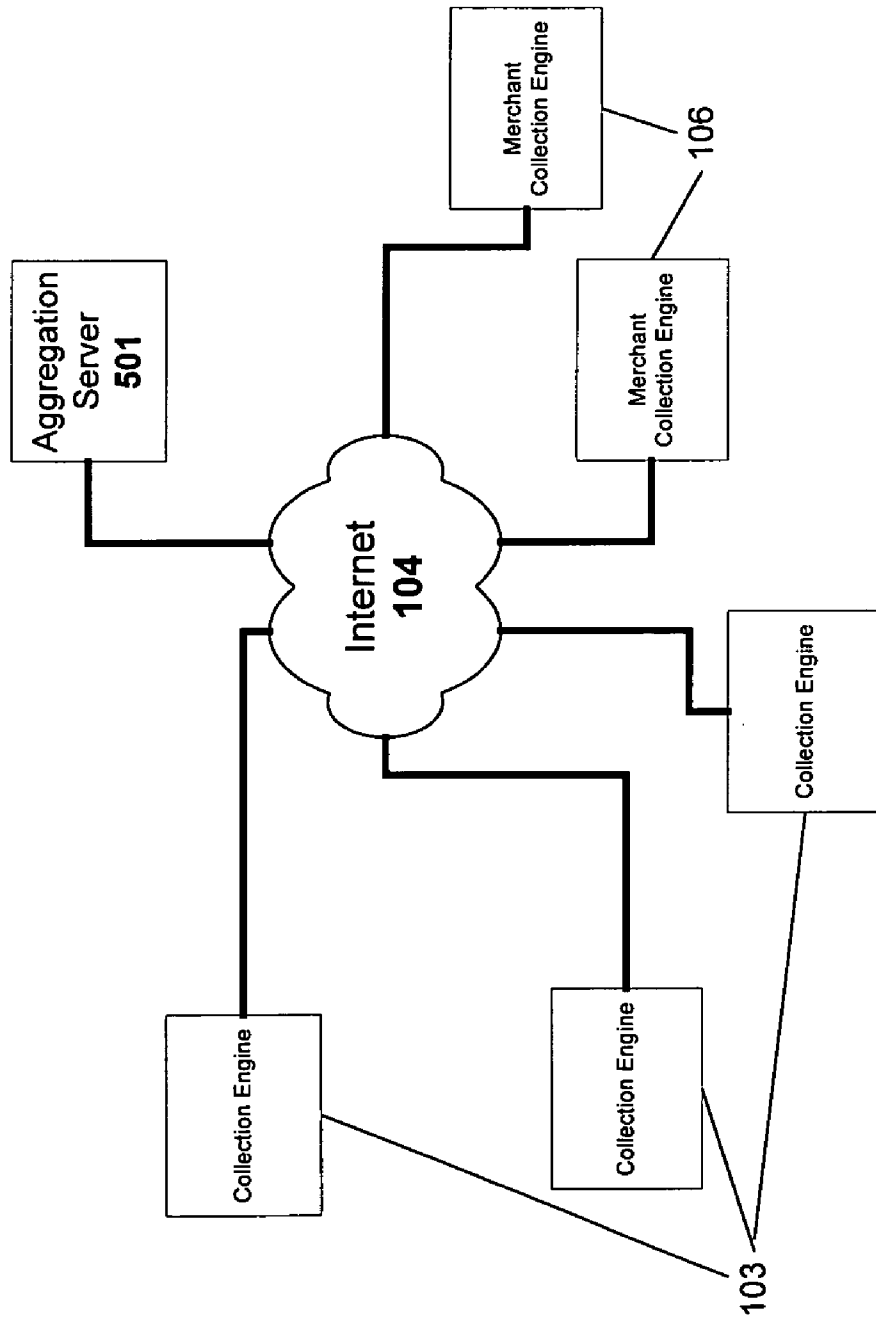 Aggregation
Server
501
Internet
104
Collection Engine
Collection Engine
Collection Engine
Merchant
Collection Engine
Merchant
Collection Engine
103
106